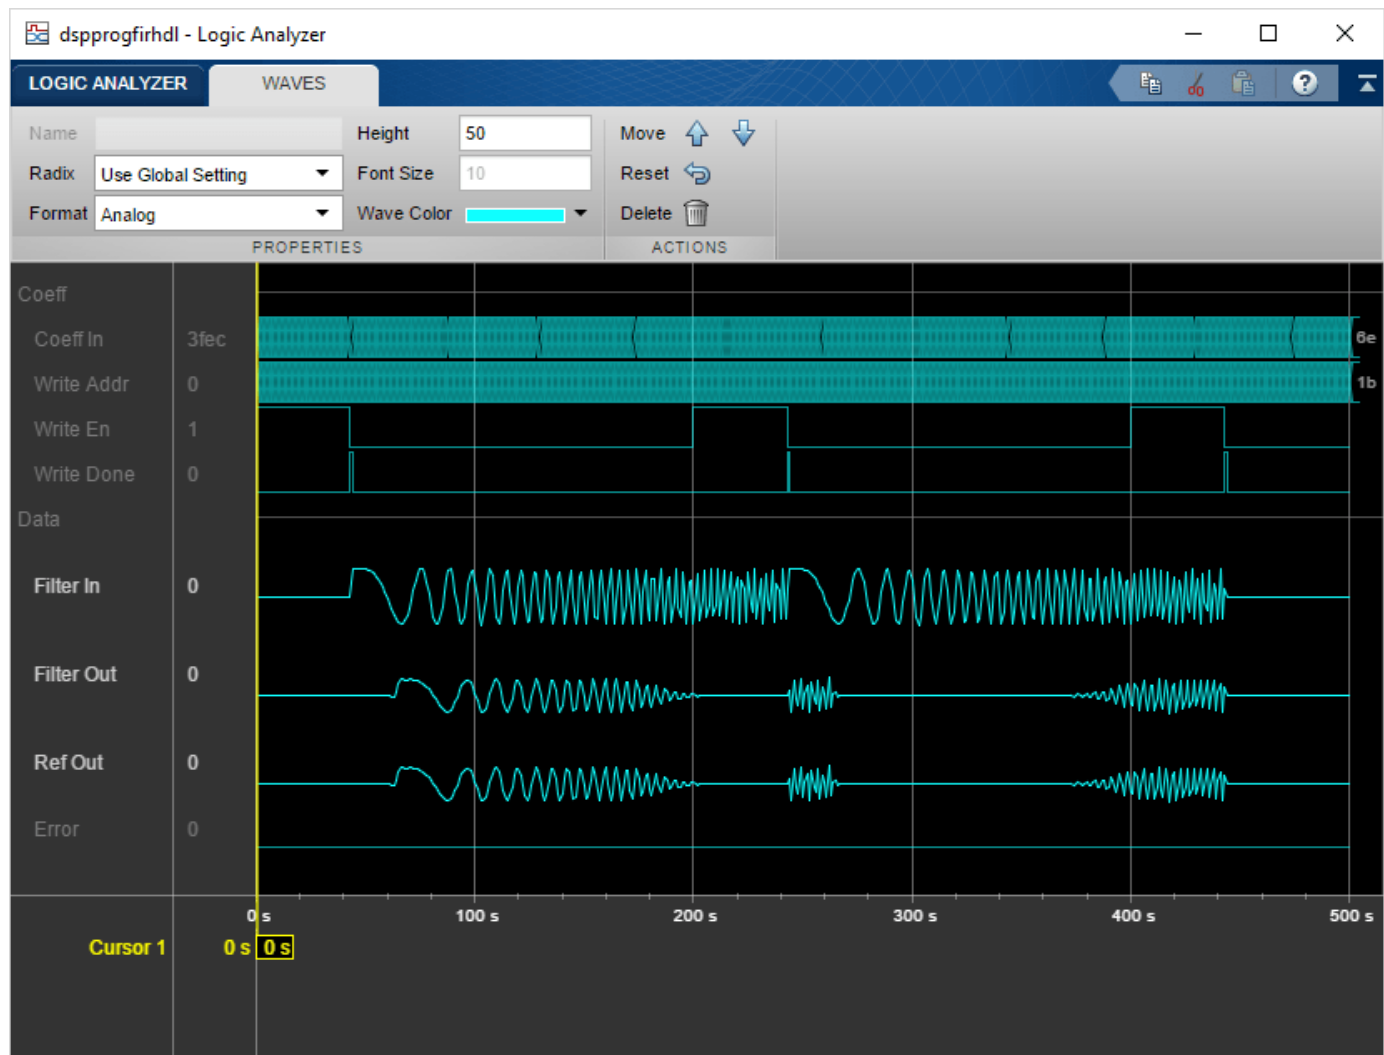 dspprogfirhdl - Logic Analyzer
LOGIC ANALYZER WAVES
Name Height 50 Move
Radix Use Global Setting Font Size 10 Reset
Format Analog Wave Color Delete
PROPERTIES ACTIONS
Coeff
Coeff In 3fec 6e
Write Addr 0 1b
Write En 1
Write Done 0
Data
Filter In 0
Filter Out 0
Ref Out 0
Error 0
0 s 100 s 200 s 300 s 400 s 500 s
Cursor 1 0 s 0 s